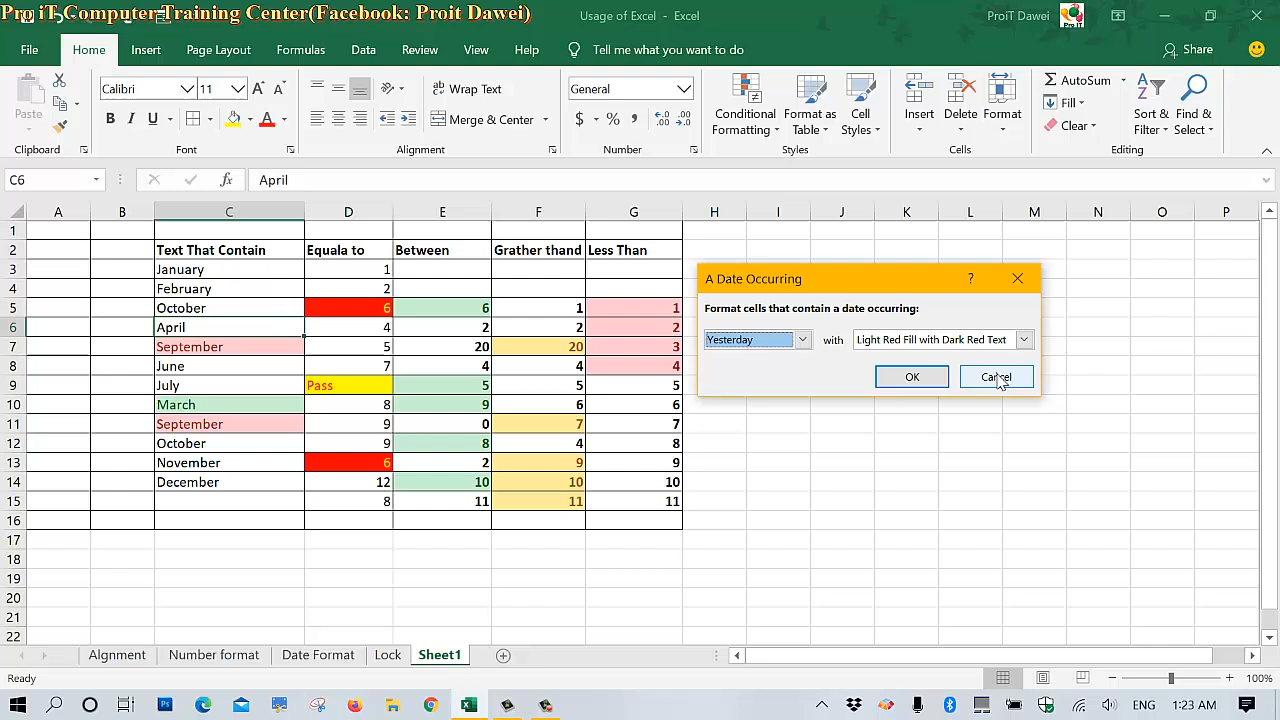 Pro iT Computer Training Center(Facebook: Proit Dawei)
Usage of Excel - Excel
ProiT Dawei
File Home Insert Page Layout Formulas Data Review View Help Tell me what you want to do Share
Paste Calibri 11 Wrap Text General Conditional Formatting Format as Table Cell Styles Insert Delete Format AutoSum Sort & Filter Find & Select
B I U Merge & Center $ % Fill
Clear
Clipboard Font Alignment Number Styles Cells Editing
C6 fx April
A B C D E F G H I J K L M N O P
1
2 Text That Contain Equala to Between Grather thand Less Than
3 January 1
4 February 2
5 October 6 6 1 1
6 April 4 2 2 2
7 September 5 20 20 3
8 June 7 4 4 4
9 July Pass 5 5 5
10 March 8 9 6 6
11 September 9 0 7 7
12 October 9 8 4 8
13 November 6 2 9 9
14 December 12 10 10 10
15 8 11 11 11
16
17
18
19
20
21
22
A Date Occurring ?
Format cells that contain a date occurring:
Yesterday with Light Red Fill with Dark Red Text
OK Cancel
Alignment Number format Date Format Lock Sheet1
Ready 100%
ENG 1:23 AM